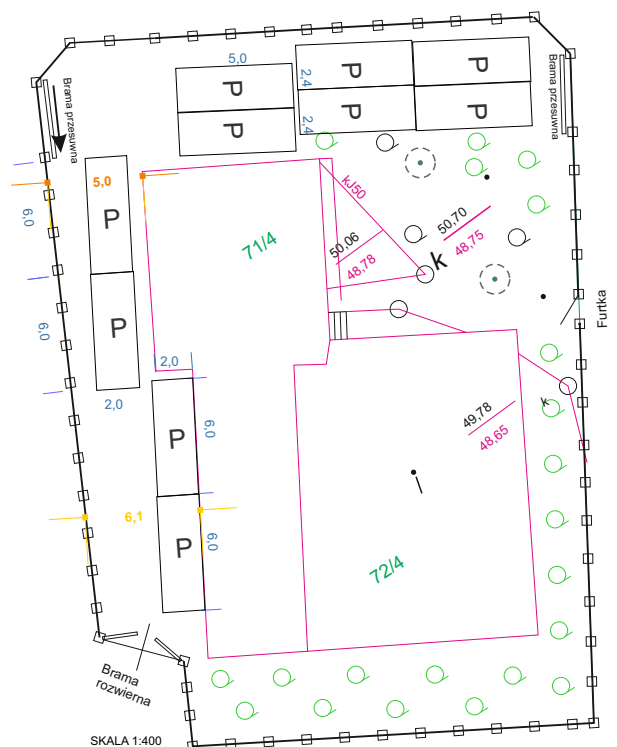 5,0
2,4
2,4
P
P
P
P
P
P
Brama przesuwna
Brama przesuwna
5,0
6,0
P
kJ50
71/4
50,06
48,78
50,70
48,75
k
6,0
P
Furtka
2,0
2,0
k
6,0
P
49,78
48,65
6,1
6,0
P
72/4
Brama
rozwierna
SKALA 1:400